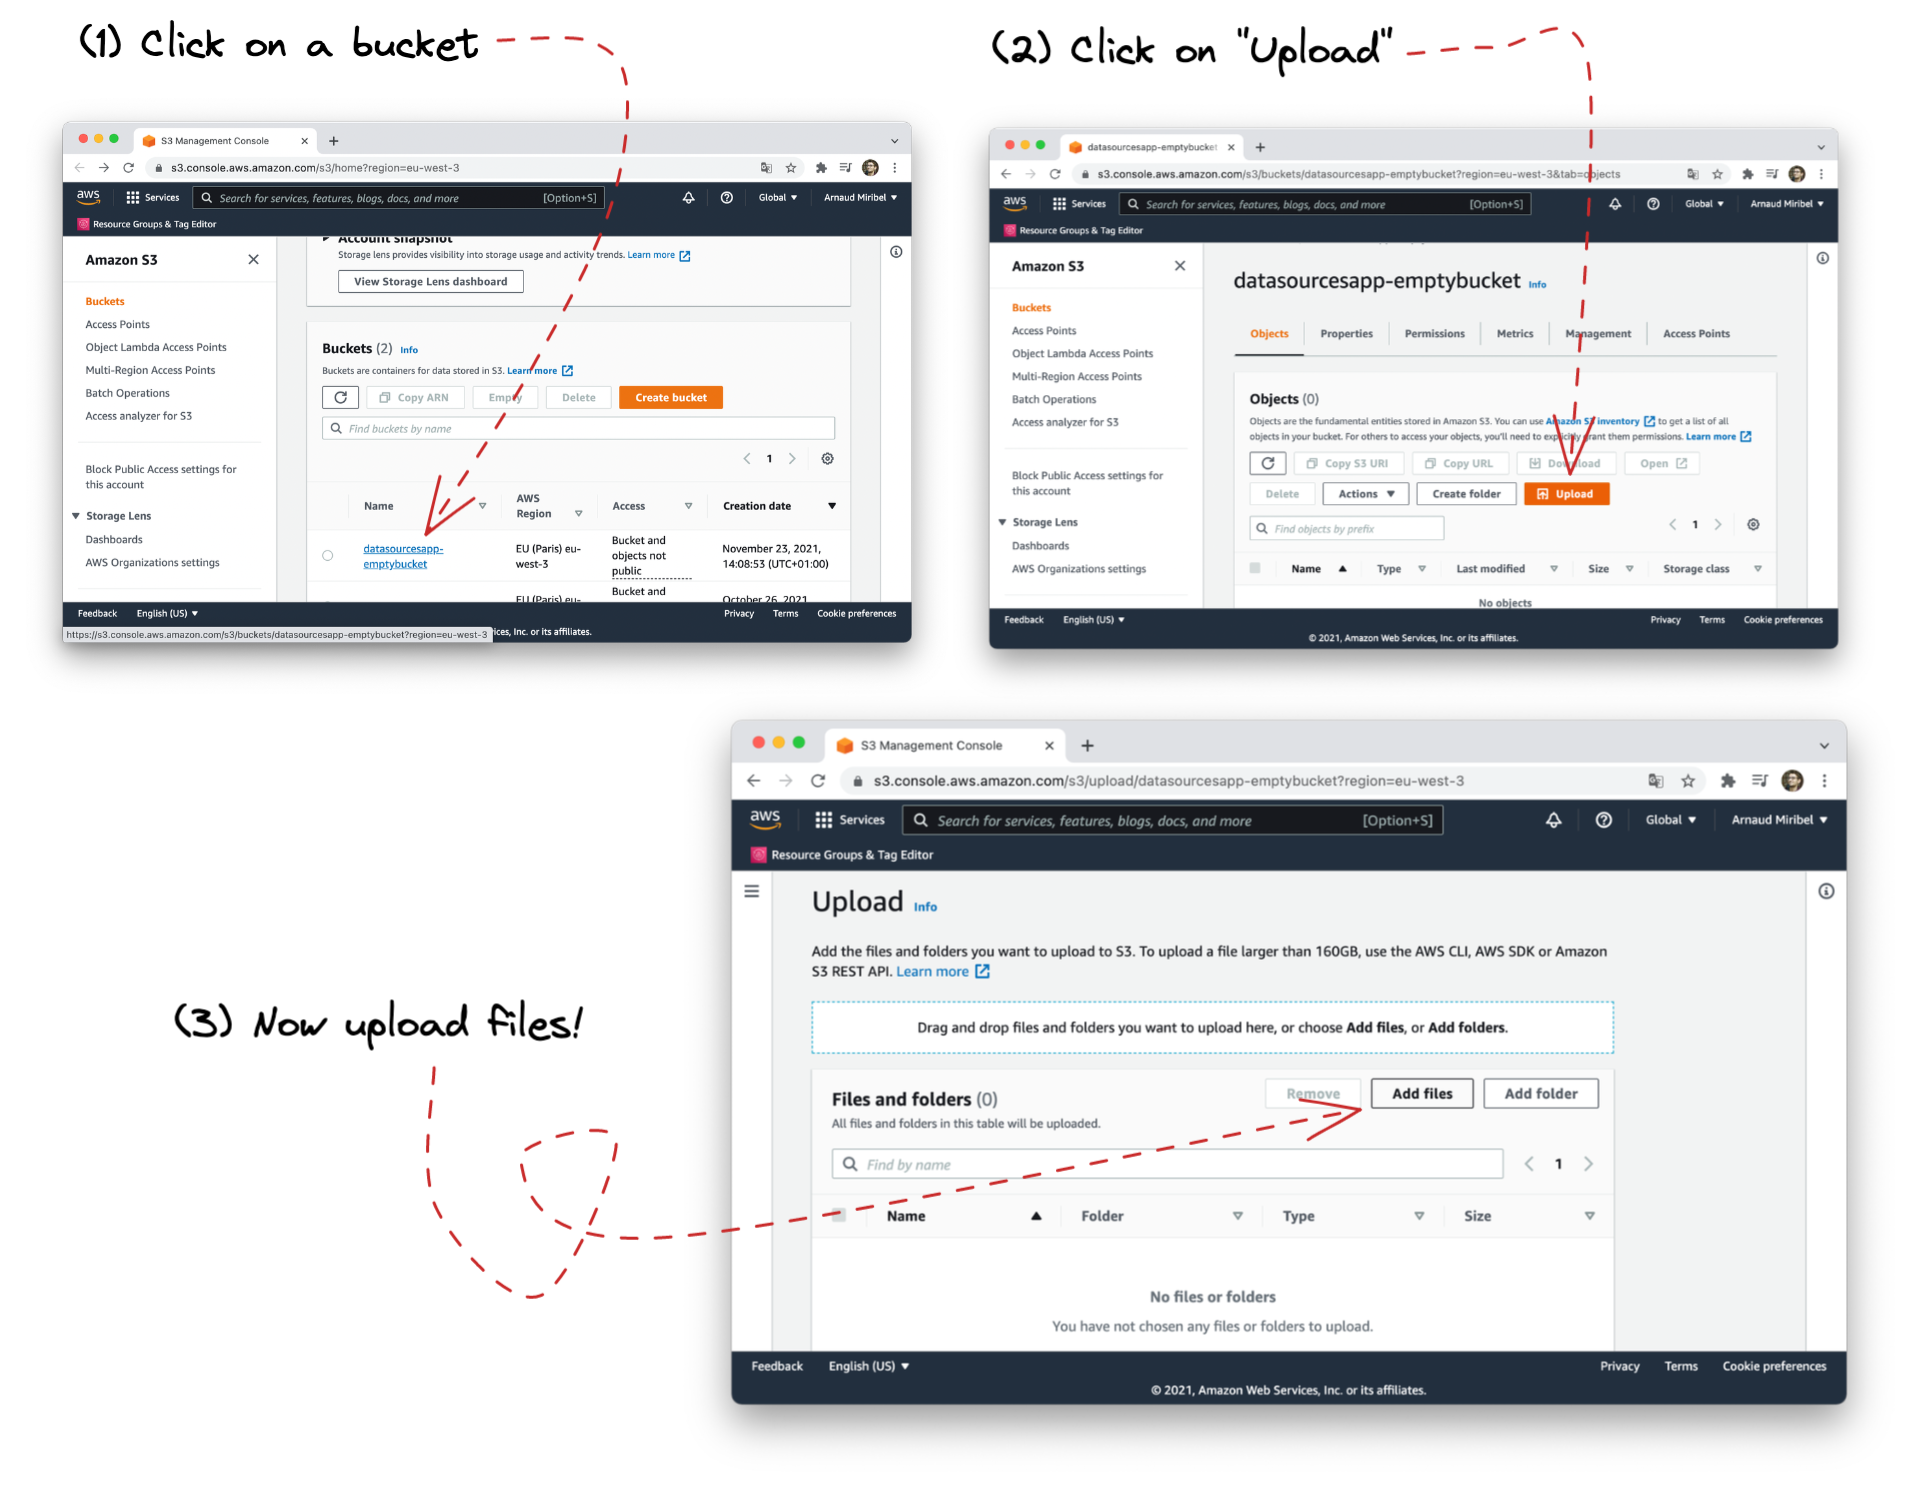 (1) Click on a bucket
S3 Management Console
s3.console.aws.amazon.com/s3/home?region=eu-west-3
aws
Services
Search for services, features, blogs, docs, and more
[Option+S]
Global
Arnaud Miribel
Resource Groups & Tag Editor
Amazon S3
Buckets
Access Points
Object Lambda Access Points
Multi-Region Access Points
Batch Operations
Access analyzer for S3
Block Public Access settings for
this account
Storage Lens
Dashboards
AWS Organizations settings
Account snapshot
Storage lens provides visibility into storage usage and activity trends. Learn more
View Storage Lens dashboard
Buckets (2) Info
Buckets are containers for data stored in S3. Learn more
Copy ARN
Empty
Delete
Create bucket
Find buckets by name
1
Name
AWS
Region
Access
Creation date
datasourcesapp-
emptybucket
EU (Paris) eu-
west-3
Bucket and
objects not
public
November 23, 2021,
14:08:53 (UTC+01:00)
EU (Paris) eu-
Bucket and
October 26, 2021
Feedback
English (US)
Privacy
Terms
Cookie preferences
https://s3.console.aws.amazon.com/s3/buckets/datasourcesapp-emptybucket?region=eu-west-3
ices, Inc. or its affiliates.
(2) Click on "Upload"
datasourcesapp-emptybucket
s3.console.aws.amazon.com/s3/buckets/datasourcesapp-emptybucket?region=eu-west-3&tab=objects
aws
Services
Search for services, features, blogs, docs, and more
[Option+S]
Global
Arnaud Miribel
Resource Groups & Tag Editor
Amazon S3
Buckets
Access Points
Object Lambda Access Points
Multi-Region Access Points
Batch Operations
Access analyzer for S3
Block Public Access settings for
this account
Storage Lens
Dashboards
AWS Organizations settings
datasourcesapp-emptybucket Info
Objects
Properties
Permissions
Metrics
Management
Access Points
Objects (0)
Objects are the fundamental entities stored in Amazon S3. You can use Amazon S3 inventory to get a list of all
objects in your bucket. For others to access your objects, you'll need to explicitly grant them permissions. Learn more
Copy S3 URI
Copy URL
Download
Open
Delete
Actions
Create folder
Upload
Find objects by prefix
1
Name
Type
Last modified
Size
Storage class
No objects
Feedback
English (US)
Privacy
Terms
Cookie preferences
© 2021, Amazon Web Services, Inc. or its affiliates.
(3) Now upload files!
S3 Management Console
s3.console.aws.amazon.com/s3/upload/datasourcesapp-emptybucket?region=eu-west-3
aws
Services
Search for services, features, blogs, docs, and more
[Option+S]
Global
Arnaud Miribel
Resource Groups & Tag Editor
Upload Info
Add the files and folders you want to upload to S3. To upload a file larger than 160GB, use the AWS CLI, AWS SDK or Amazon
S3 REST API. Learn more
Drag and drop files and folders you want to upload here, or choose Add files, or Add folders.
Files and folders (0)
All files and folders in this table will be uploaded.
Remove
Add files
Add folder
Find by name
1
Name
Folder
Type
Size
No files or folders
You have not chosen any files or folders to upload.
Feedback
English (US)
Privacy
Terms
Cookie preferences
© 2021, Amazon Web Services, Inc. or its affiliates.